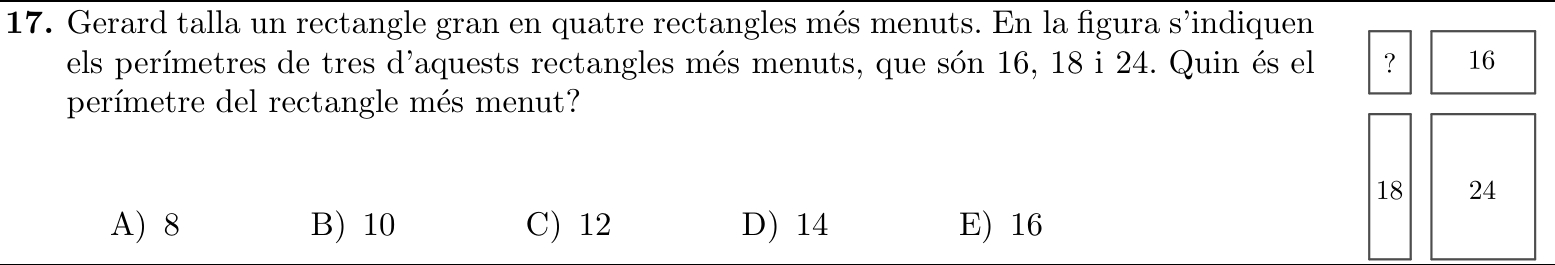 17. Gerard talla un rectangle gran en quatre rectangles més menuts. En la figura s'indiquen
els perímetres de tres d'aquests rectangles més menuts, que són 16, 18 i 24. Quin és el
perímetre del rectangle més menut?
? 16
18 24
A) 8 B) 10 C) 12 D) 14 E) 16